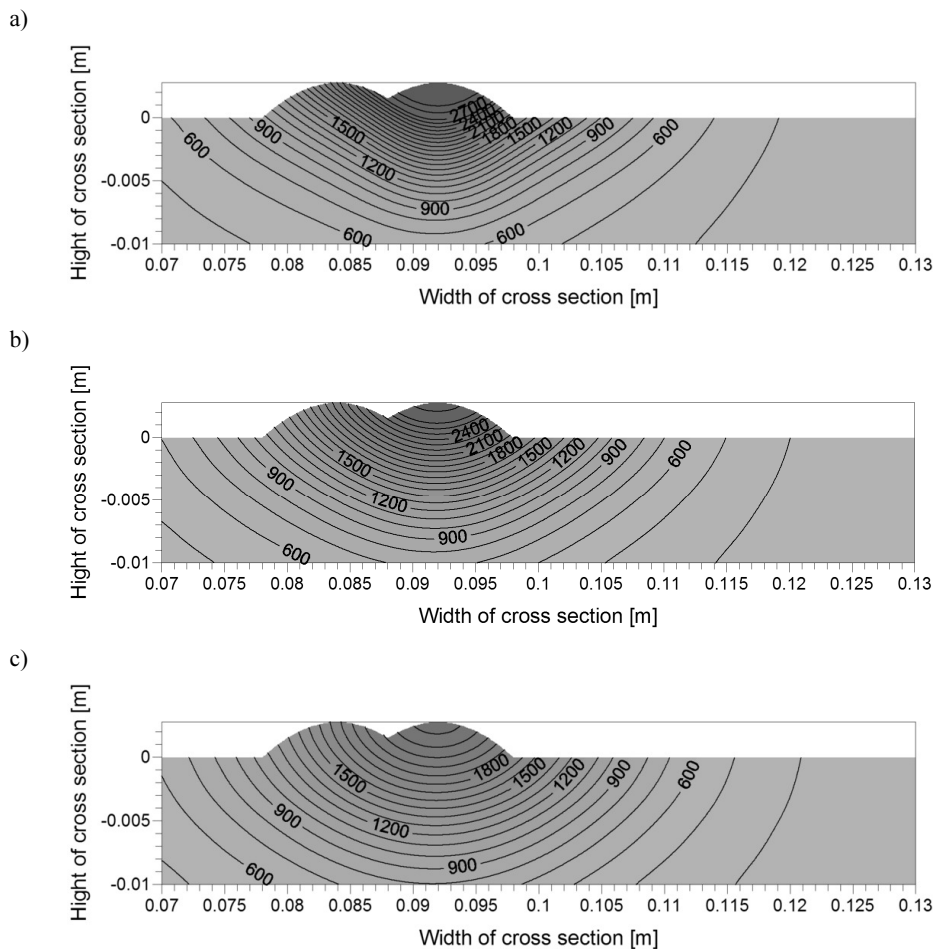 a)
Hight of cross section [m]
0
-0.005
-0.01
600 900 1500 1200 900 600 2700 2400 2100 1800 1500 1200 900 600 600
0.07 0.075 0.08 0.085 0.09 0.095 0.1 0.105 0.11 0.115 0.12 0.125 0.13
Width of cross section [m]
b)
Hight of cross section [m]
0
-0.005
-0.01
600 900 1500 1200 900 2400 2100 1800 1500 1200 900 600
0.07 0.075 0.08 0.085 0.09 0.095 0.1 0.105 0.11 0.115 0.12 0.125 0.13
Width of cross section [m]
c)
Hight of cross section [m]
0
-0.005
-0.01
600 900 1500 1200 900 1800 1500 1200 900 600
0.07 0.075 0.08 0.085 0.09 0.095 0.1 0.105 0.11 0.115 0.12 0.125 0.13
Width of cross section [m]